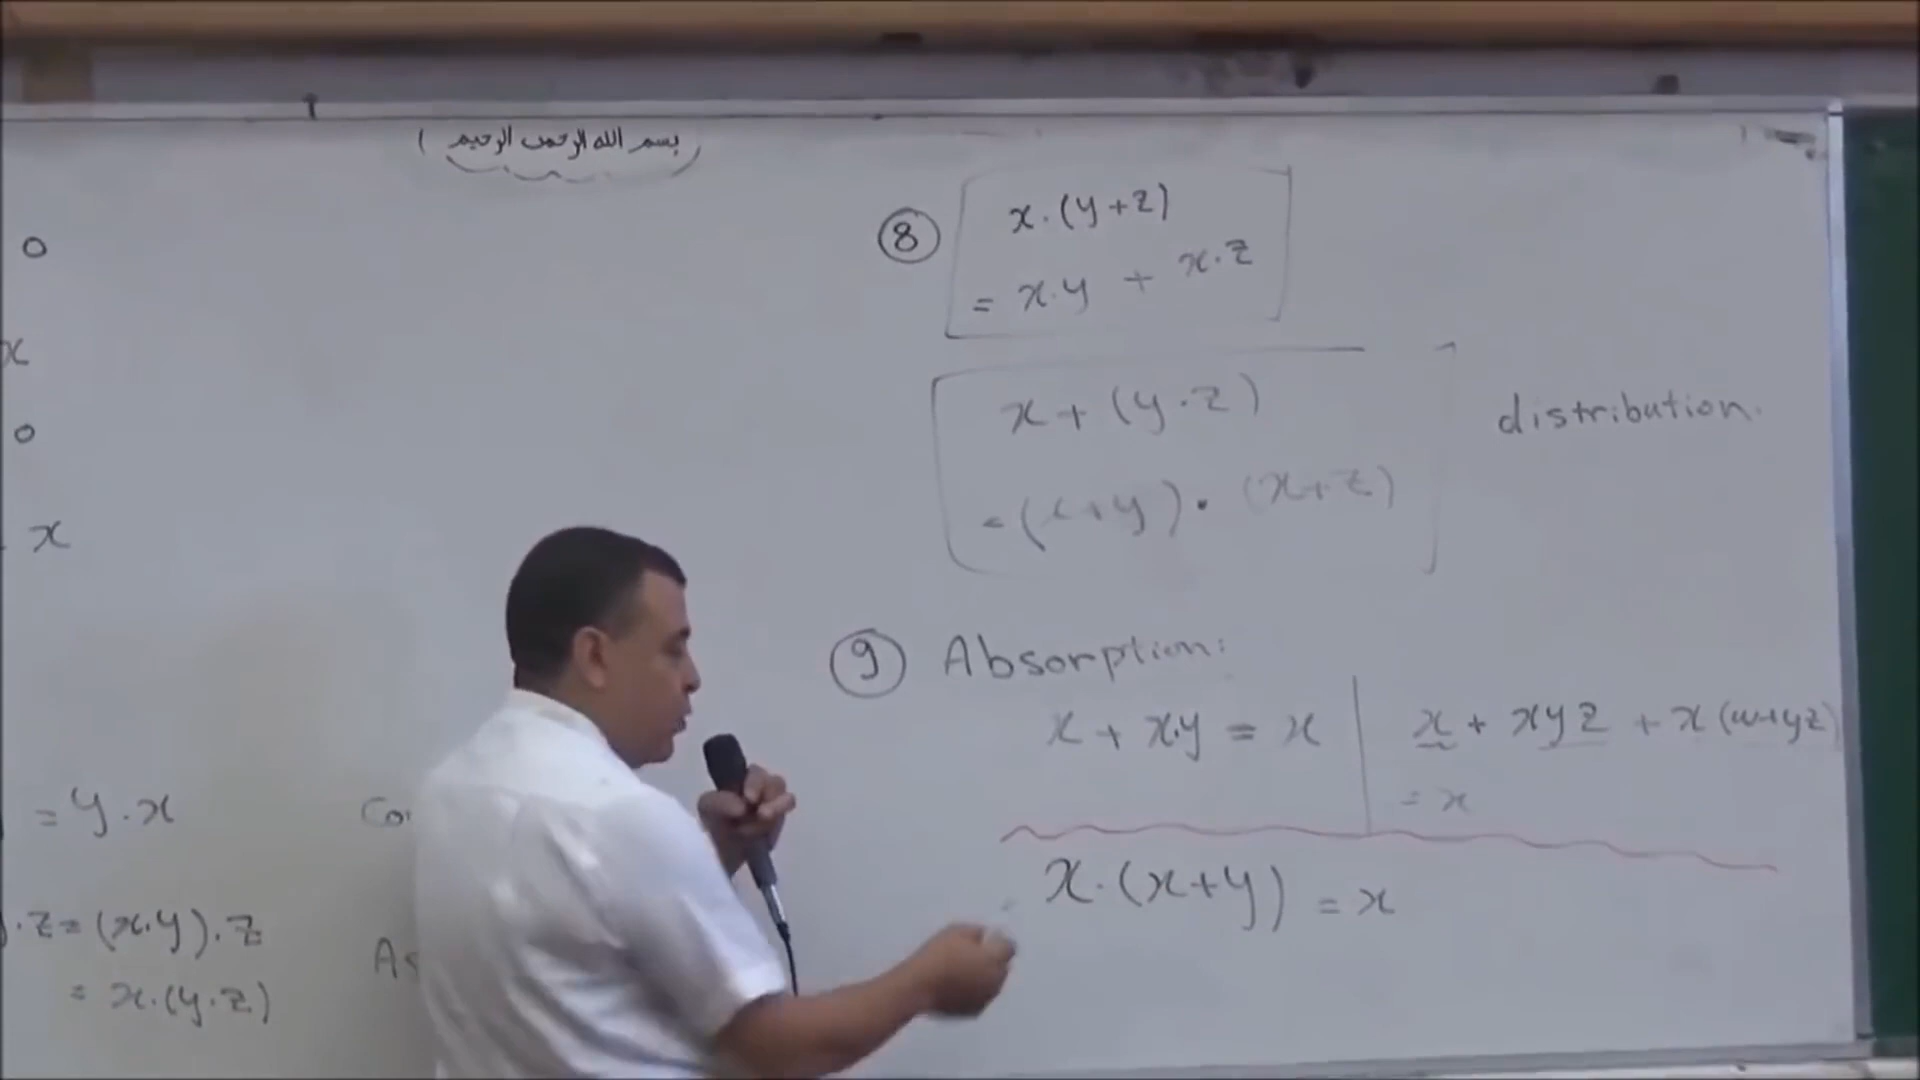 (بسم الله الرحمن الرحيم)
0
x
0
x
= y . x
. z = (x.y) . z
= x.(y.z)
8
x . (y + z)
= x.y + x.z
x + (y . z)
= (x+y) . (x+z)
distribution.
9 Absorption:
x + x.y = x
x + xyz + x(w+yz)
= x
x . (x+y) = x